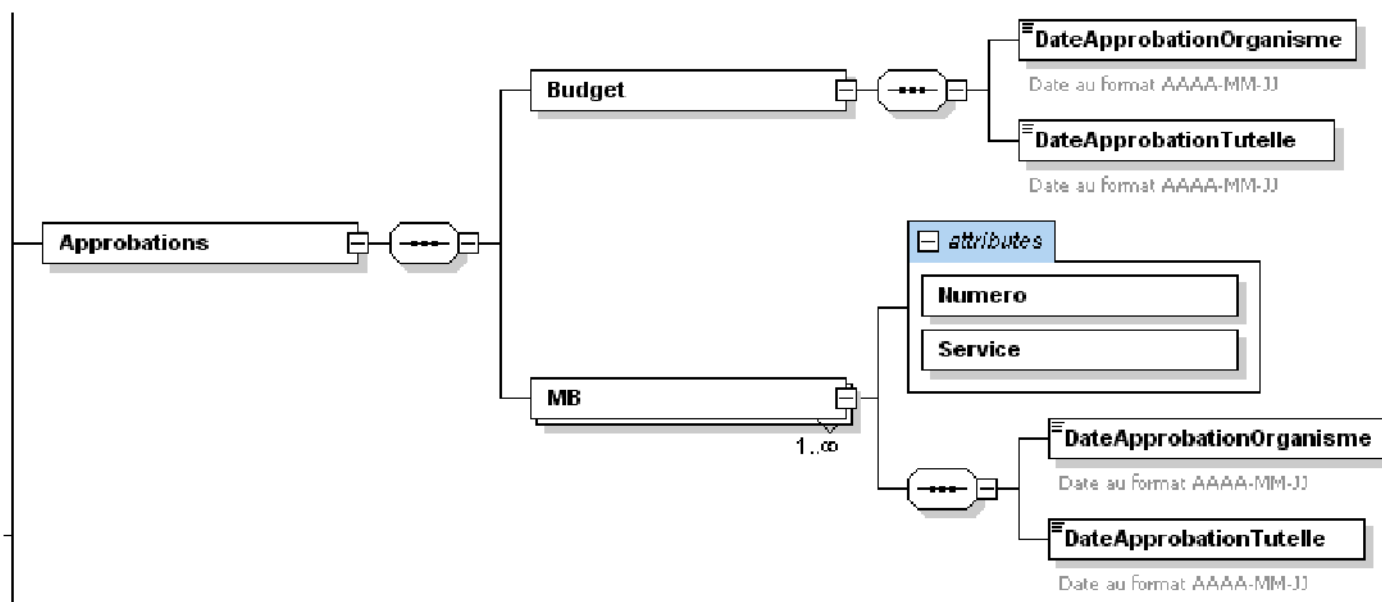 DateApprobationOrganisme
Date au format AAAA-MM-JJ
Budget
DateApprobationTutelle
Date au format AAAA-MM-JJ
Approbations
attributes
Numero
Service
MB
1..∞
DateApprobationOrganisme
Date au format AAAA-MM-JJ
DateApprobationTutelle
Date au format AAAA-MM-JJ